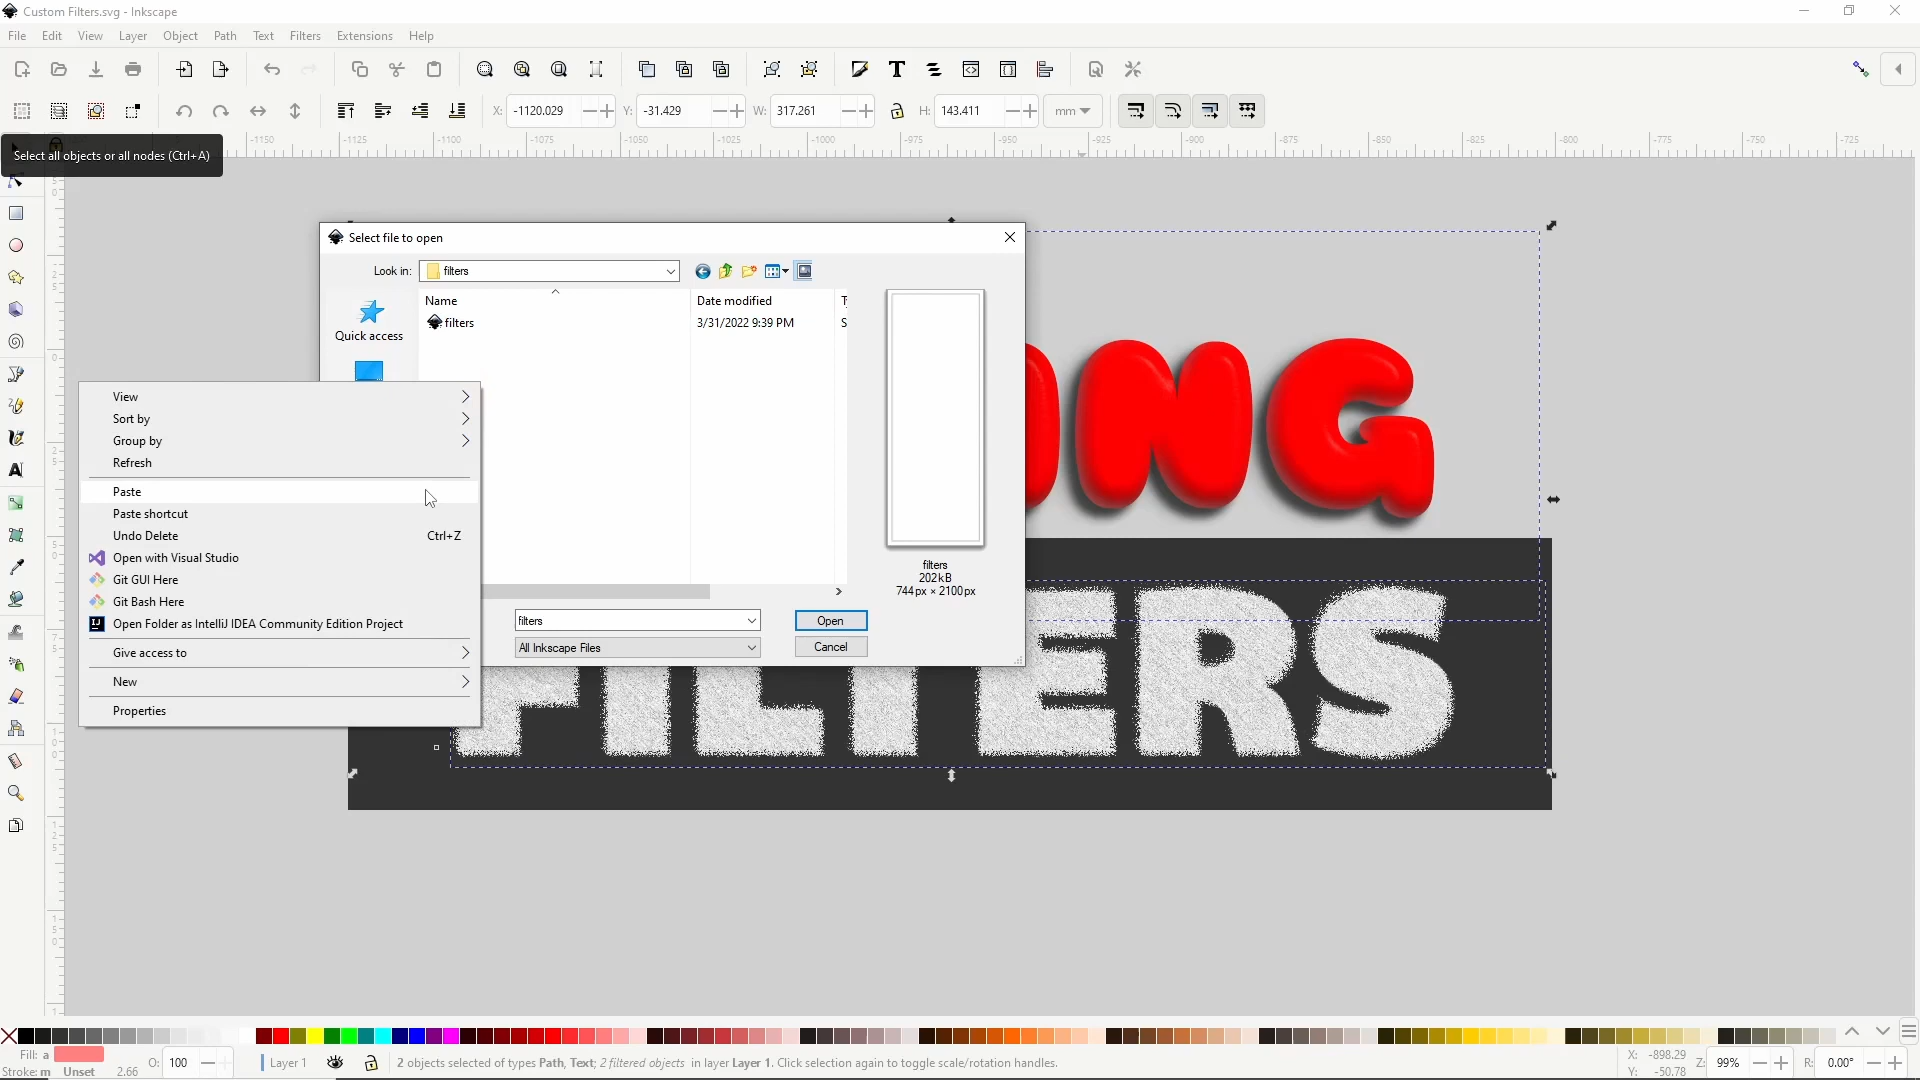 Custom Filters.svg - Inkscape
File Edit View Layer Object Path Text Filters Extensions Help
X: -1120.029 Y: -31.429 W: 317.261 H: 143.411 mm
-1150 -1125 -1100 -1075 -1050 -1025 -1000 -975 -950 -925 -900 -875 -850 -825 -800 -775 -750 -725
Select all objects or all nodes (Ctrl+A)
Select file to open
Look in: filters
Name Date modified
filters 3/31/2022 9:39 PM S
Quick access
View
Sort by
Group by
Refresh
Paste
Paste shortcut
Undo Delete Ctrl+Z
Open with Visual Studio
Git GUI Here
Git Bash Here
IJ Open Folder as IntelliJ IDEA Community Edition Project
Give access to
New
Properties
filters
202kB
744px × 2100px
filters Open
All Inkscape Files Cancel
NG
FILTERS
Fill: a
Stroke: m Unset 2.66
O: 100
Layer 1
2 objects selected of types Path, Text; 2 filtered objects in layer Layer 1. Click selection again to toggle scale/rotation handles.
X: -898.29
Y: -50.78
Z: 99%
R: 0.00°